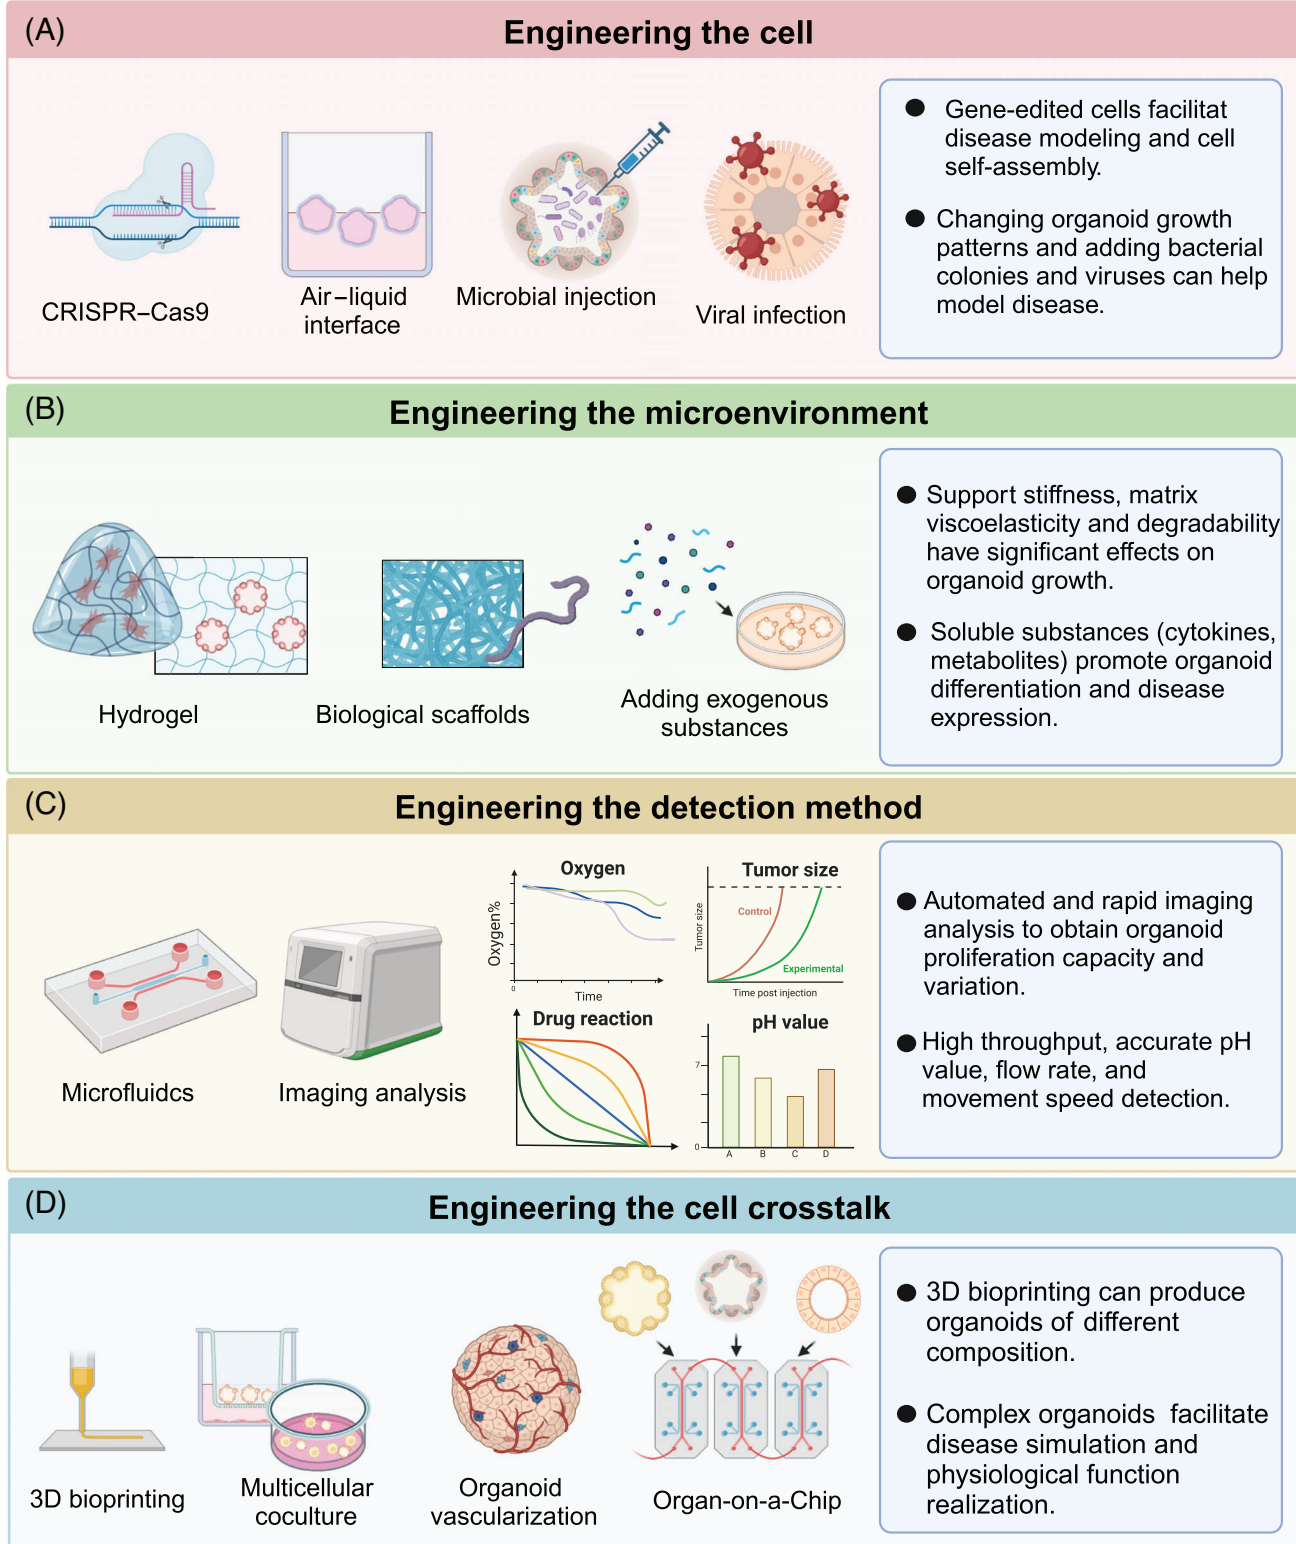 (A)
Engineering the cell
CRISPR–Cas9
Air–liquid
interface
Microbial injection
Viral infection
● Gene-edited cells facilitat
disease modeling and cell
self-assembly.
● Changing organoid growth
patterns and adding bacterial
colonies and viruses can help
model disease.
(B)
Engineering the microenvironment
Hydrogel
Biological scaffolds
Adding exogenous
substances
● Support stiffness, matrix
viscoelasticity and degradability
have significant effects on
organoid growth.
● Soluble substances (cytokines,
metabolites) promote organoid
differentiation and disease
expression.
(C)
Engineering the detection method
Microfluidcs
Imaging analysis
Oxygen
Oxygen%
0
Time
Tumor size
Tumor size
Control
Experimental
Time post injection
Drug reaction
pH value
7
0
A B C D
● Automated and rapid imaging
analysis to obtain organoid
proliferation capacity and
variation.
● High throughput, accurate pH
value, flow rate, and
movement speed detection.
(D)
Engineering the cell crosstalk
3D bioprinting
Multicellular
coculture
Organoid
vascularization
Organ-on-a-Chip
● 3D bioprinting can produce
organoids of different
composition.
● Complex organoids facilitate
disease simulation and
physiological function
realization.